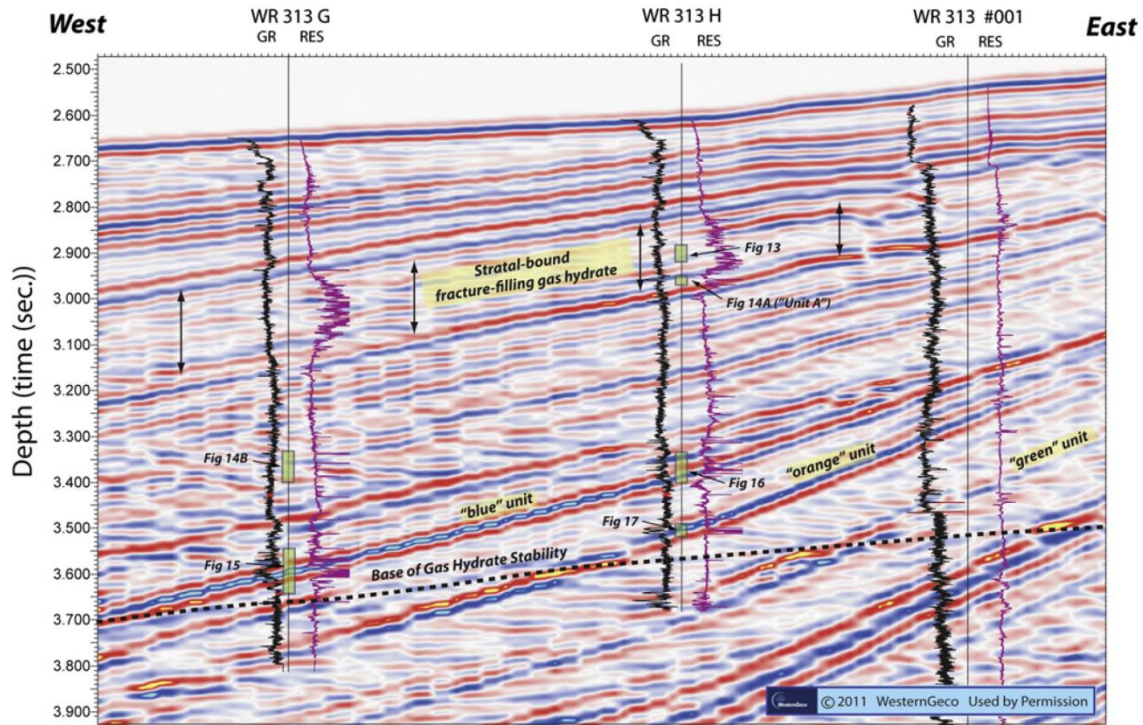 West
WR 313 G
WR 313 H
WR 313 #001
East
GR RES
GR RES
GR RES
Depth (time (sec.))
2.500
2.600
2.700
2.800
2.900
3.000
3.100
3.200
3.300
3.400
3.500
3.600
3.700
3.800
3.900
Fig 13
Stratal-bound
fracture-filling gas hydrate
Fig 14A ("Unit A")
Fig 14B
"orange" unit
"green" unit
Fig 16
"blue" unit
Fig 17
Fig 15
Base of Gas Hydrate Stability
WesternGeco
© 2011 WesternGeco Used by Permission